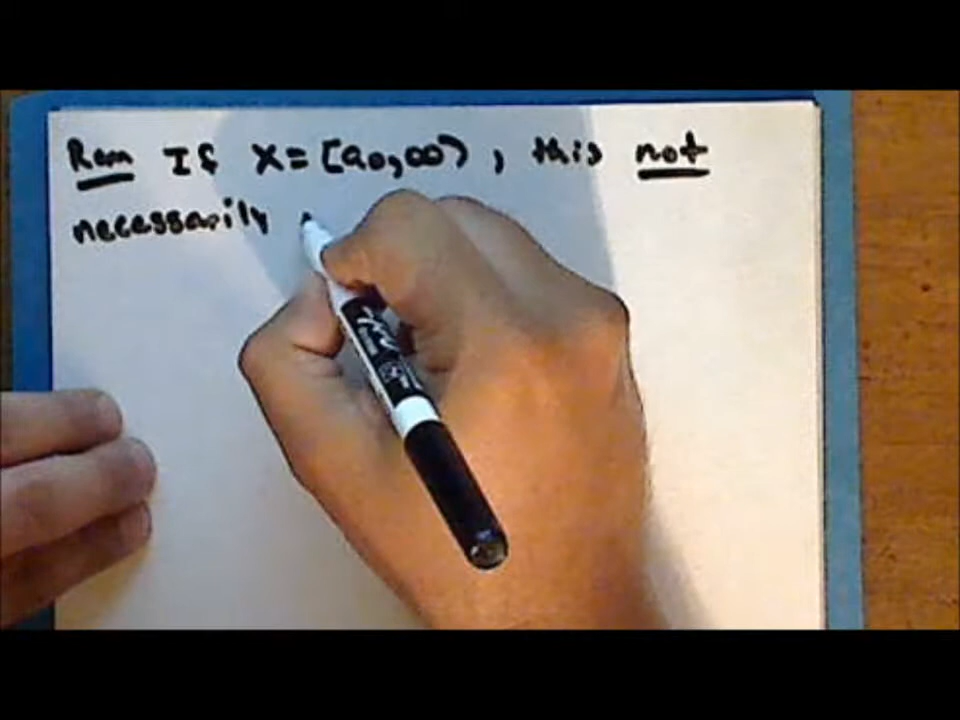 Rem If X = [a0,∞), this not
necessarily